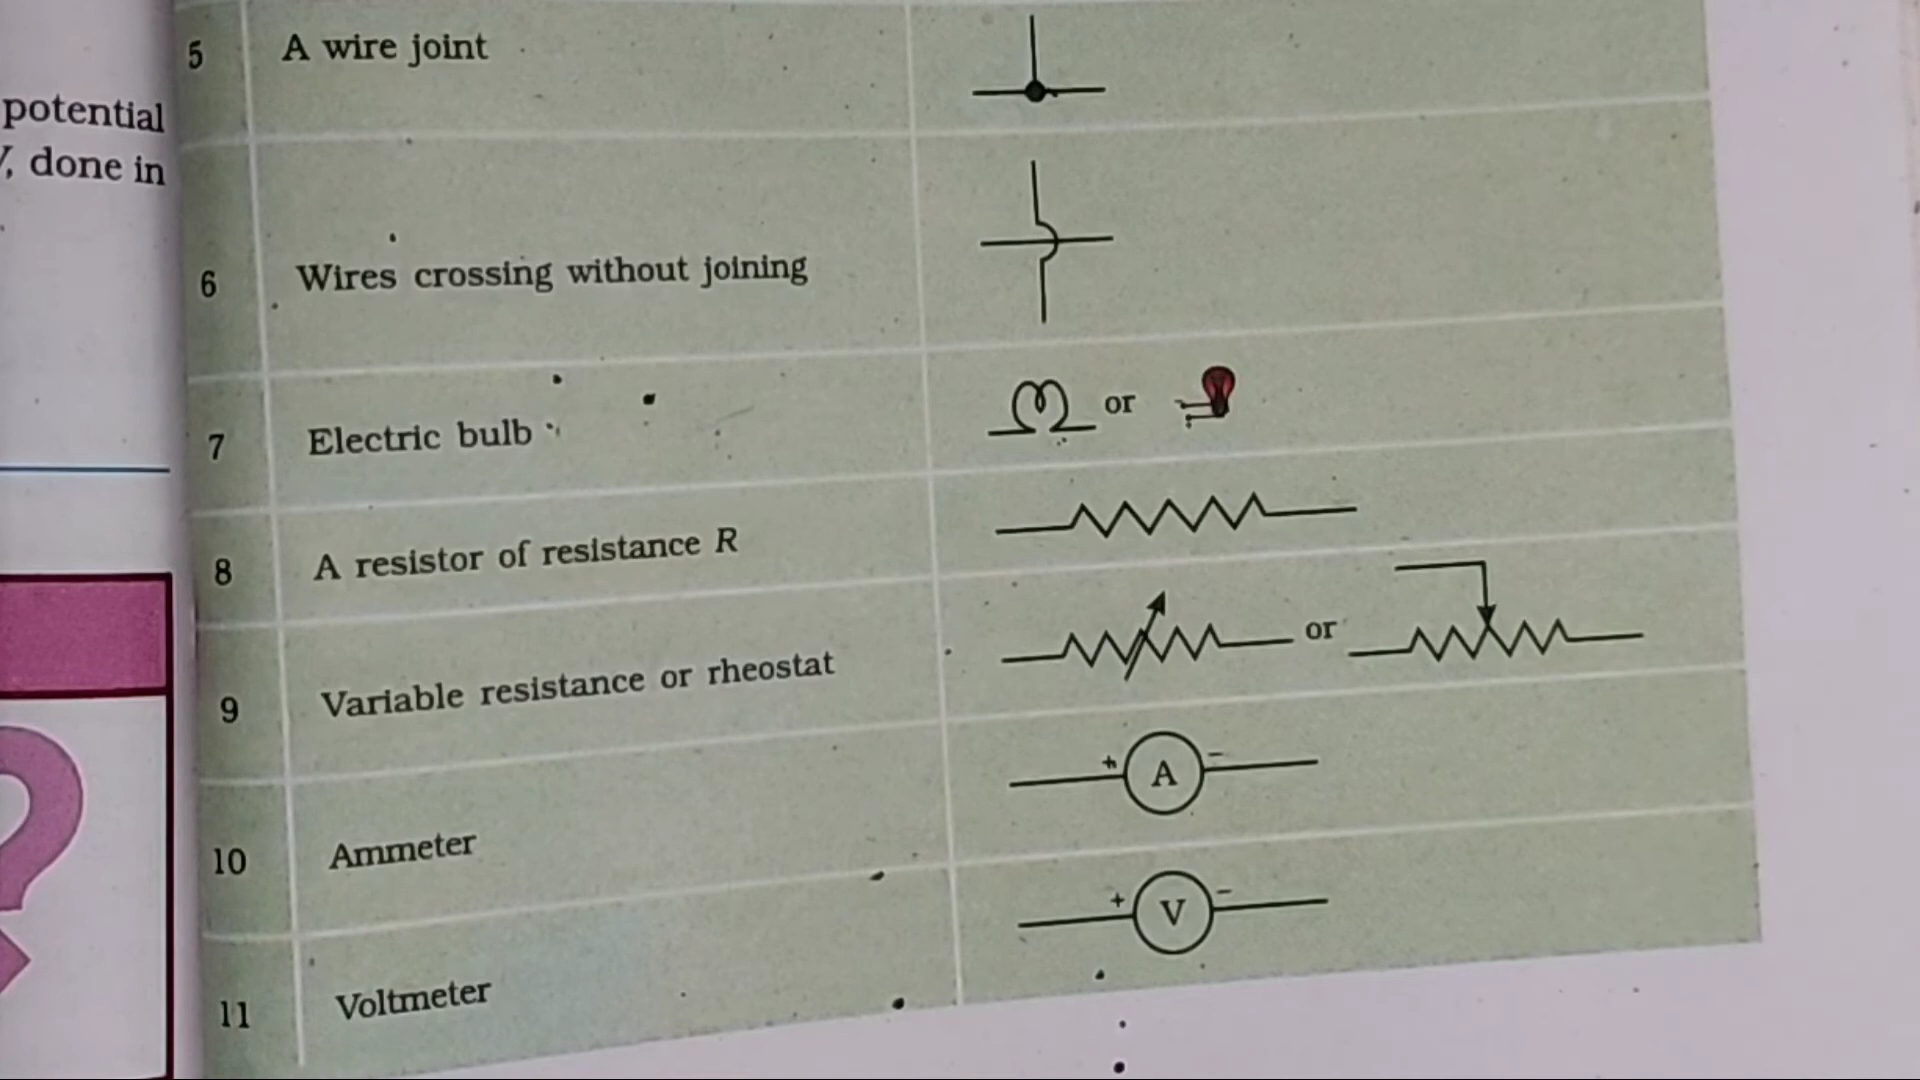 potential
, done in
5 A wire joint
6 Wires crossing without joining
7 Electric bulb or
8 A resistor of resistance R
9 Variable resistance or rheostat or
10 Ammeter + A −
11 Voltmeter + V −